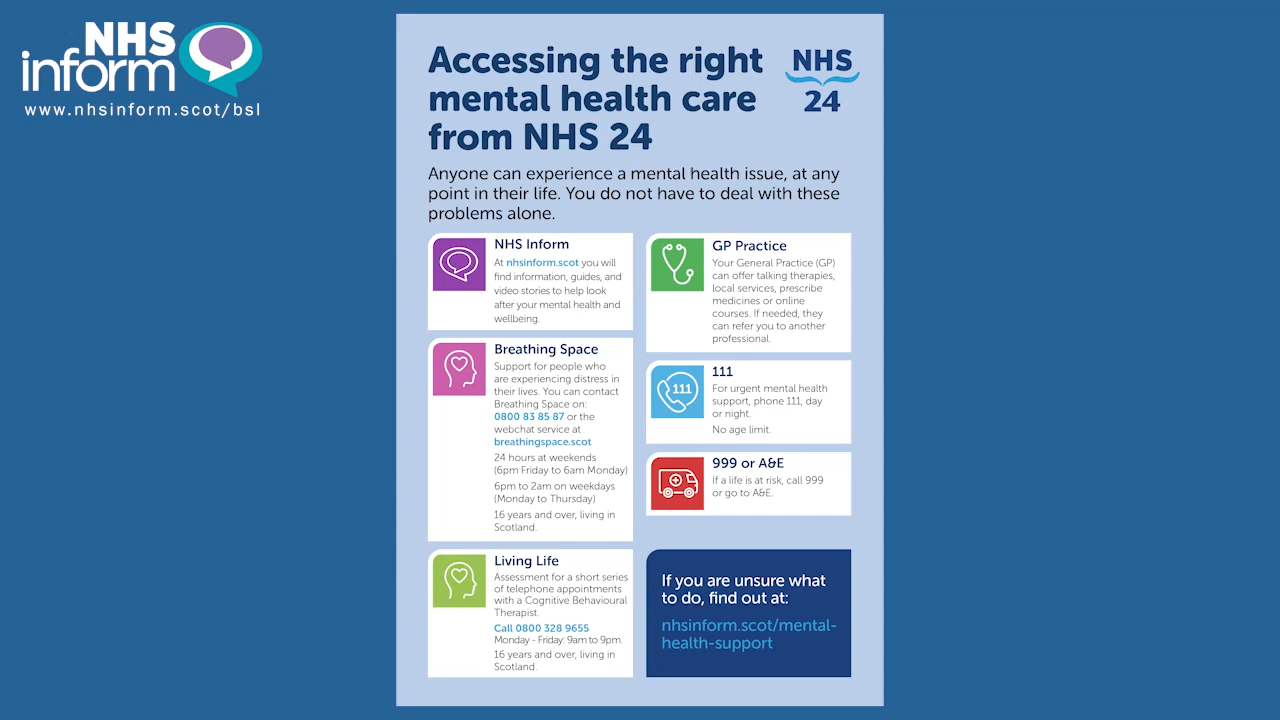 NHS
inform
www.nhsinform.scot/bsl
Accessing the right
mental health care
from NHS 24
NHS
24
Anyone can experience a mental health issue, at any
point in their life. You do not have to deal with these
problems alone.
NHS Inform
At nhsinform.scot you will
find information, guides, and
video stories to help look
after your mental health and
wellbeing.
Breathing Space
Support for people who
are experiencing distress in
their lives. You can contact
Breathing Space on:
0800 83 85 87 or the
webchat service at
breathingspace.scot
24 hours at weekends
(6pm Friday to 6am Monday)
6pm to 2am on weekdays
(Monday to Thursday)
16 years and over, living in
Scotland.
Living Life
Assessment for a short series
of telephone appointments
with a Cognitive Behavioural
Therapist.
Call 0800 328 9655
Monday - Friday: 9am to 9pm.
16 years and over, living in
Scotland.
GP Practice
Your General Practice (GP)
can offer talking therapies,
local services, prescribe
medicines or online
courses. If needed, they
can refer you to another
professional.
111
111
For urgent mental health
support, phone 111, day
or night.
No age limit.
999 or A&E
If a life is at risk, call 999
or go to A&E.
If you are unsure what
to do, find out at:
nhsinform.scot/mental-
health-support